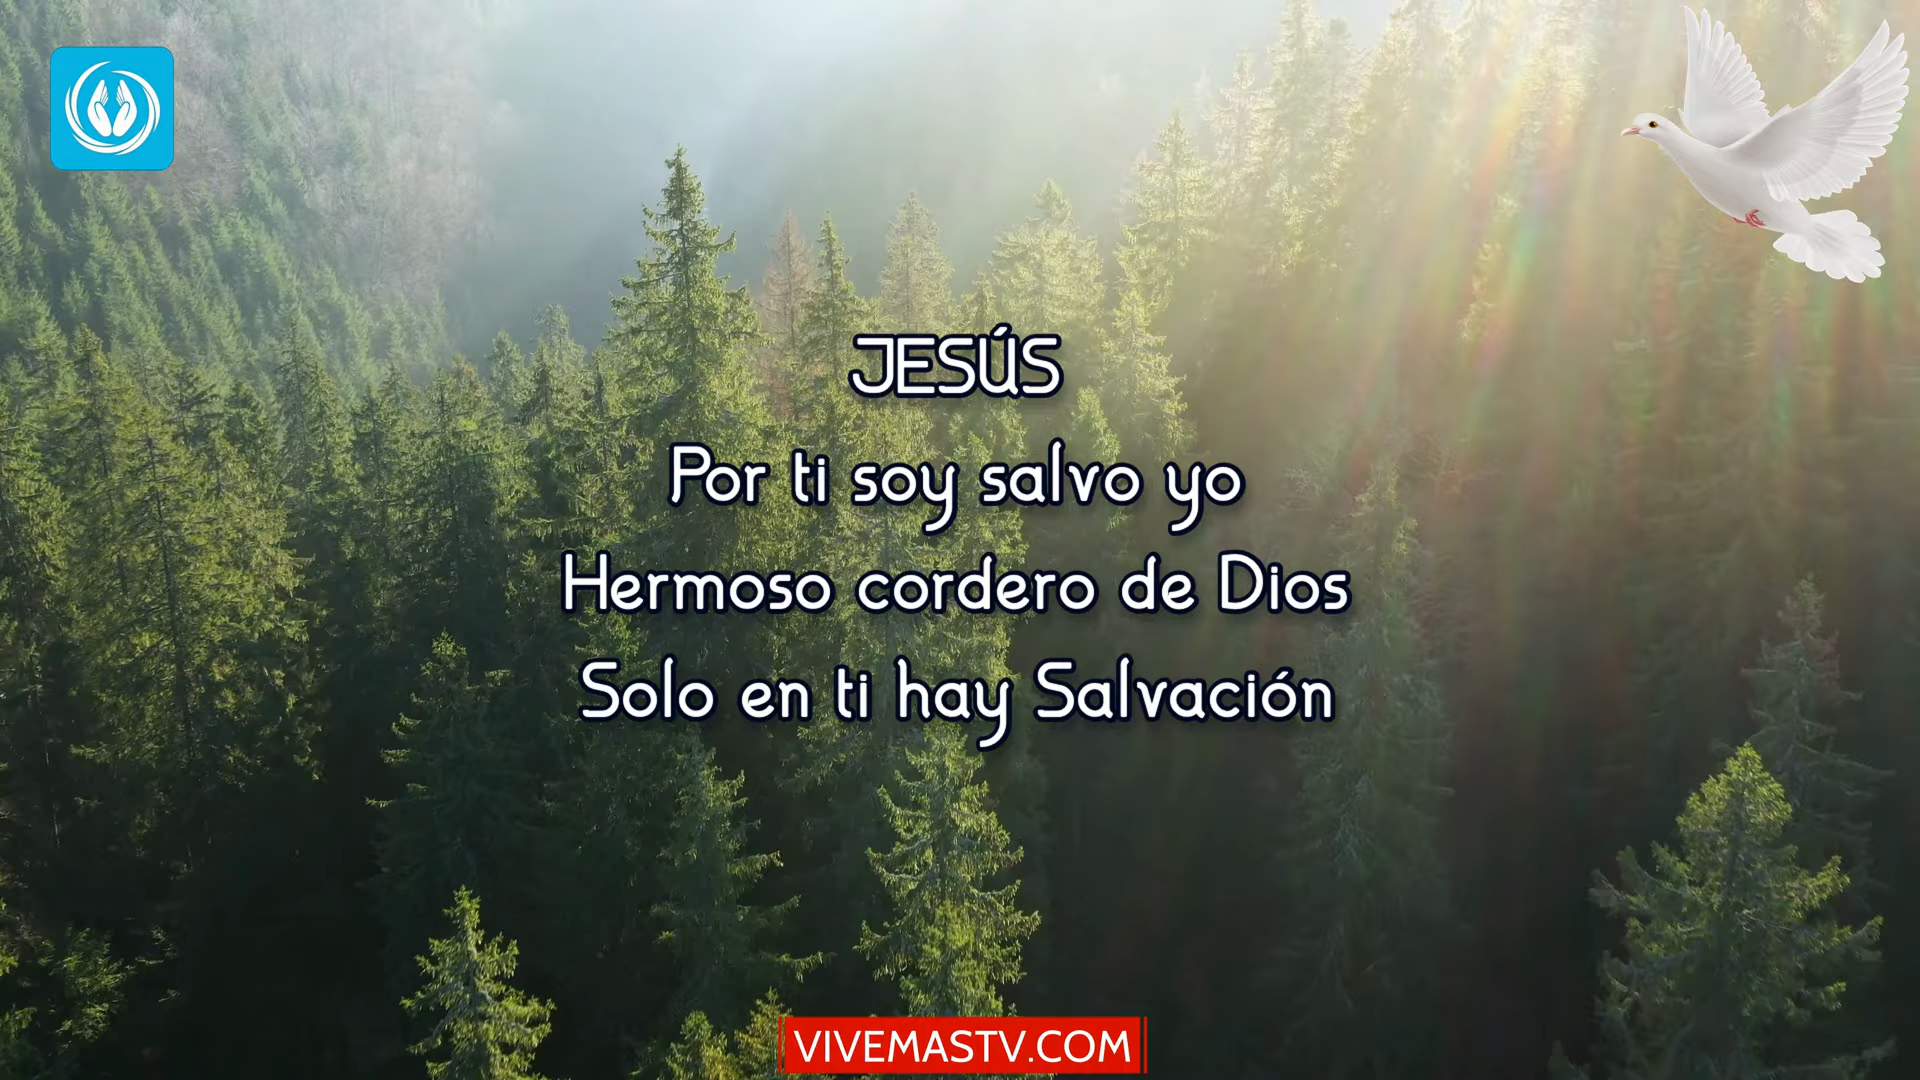 JESÚS
Por ti soy salvo yo
Hermoso cordero de Dios
Solo en ti hay Salvación
VIVEMASTV.COM